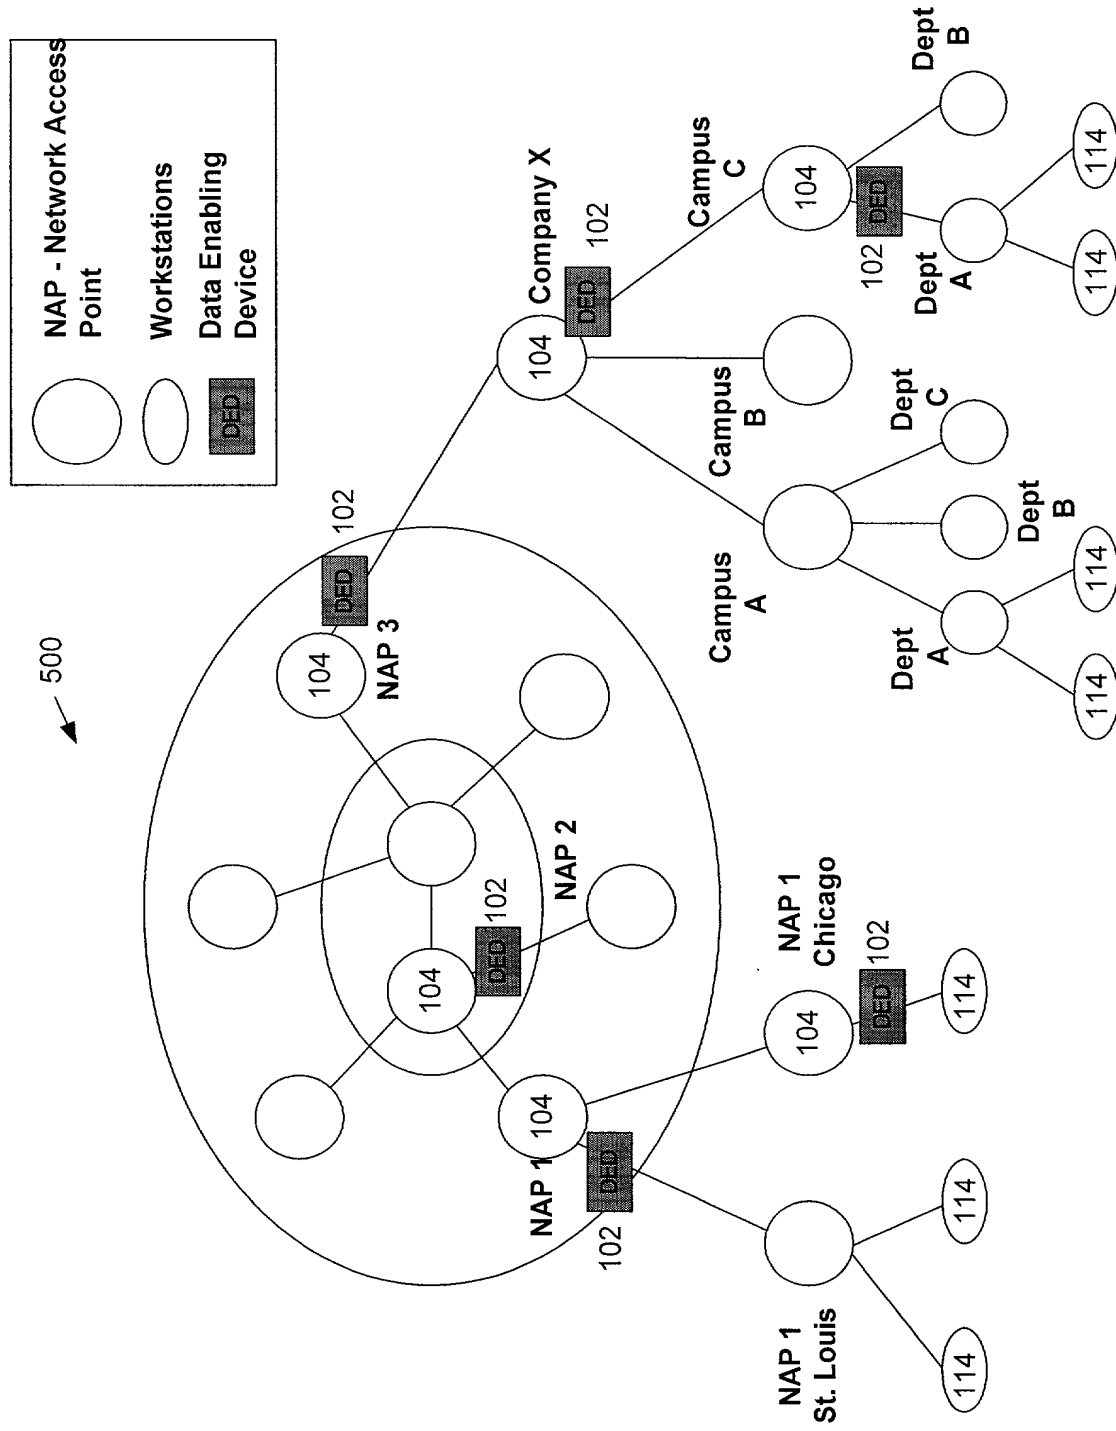 500
NAP - Network Access
Point
Workstations
DED
Data Enabling
Device
104
NAP 3
DED
102
104
DED
102
NAP 2
104
NAP 1
DED
102
Company X
104
DED
102
NAP 1
St. Louis
114
114
NAP 1
Chicago
104
DED
102
114
Campus
A
Campus
B
Campus
C
104
DED
102
Dept
A
Dept
B
Dept
C
Dept
A
Dept
B
114
114
114
114